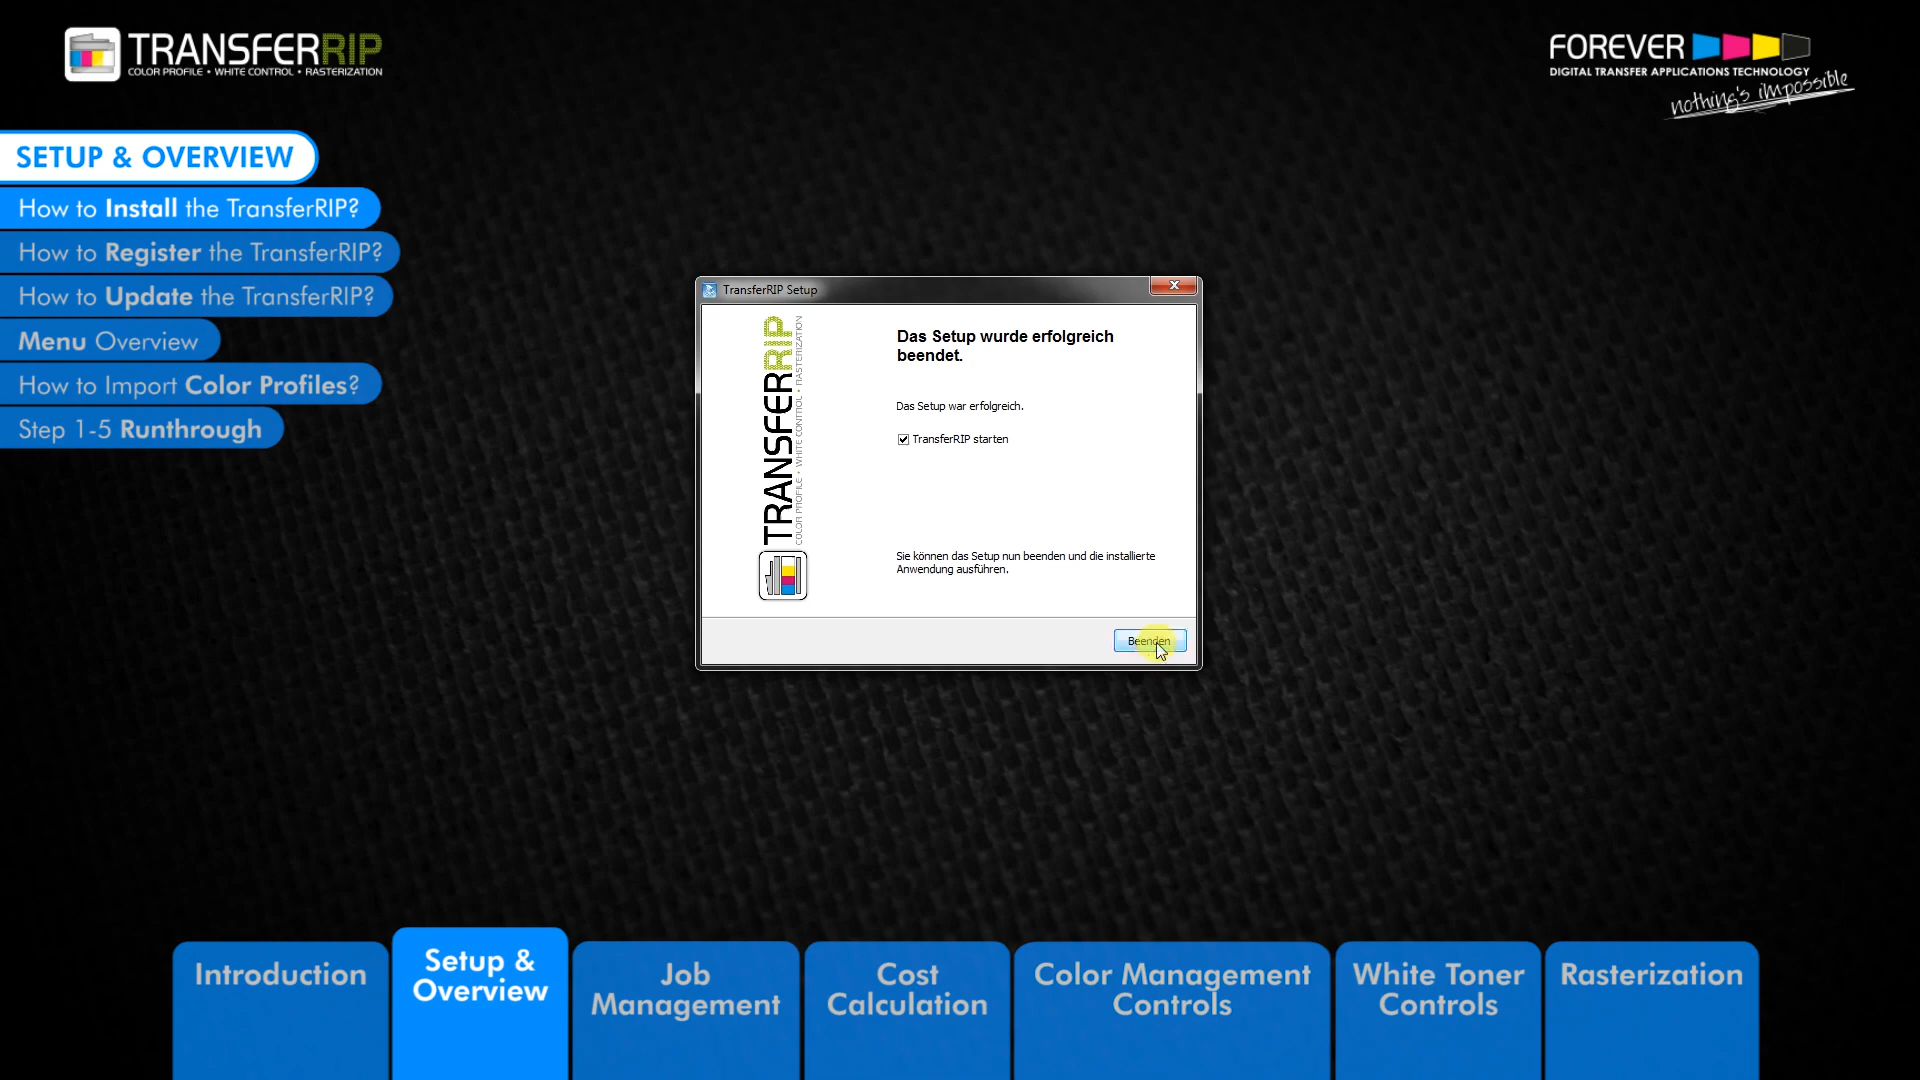 TRANSFERRIP
COLOR PROFILE • WHITE CONTROL • RASTERIZATION
FOREVER
DIGITAL TRANSFER APPLICATIONS TECHNOLOGY
nothing's impossible
SETUP & OVERVIEW
How to Install the TransferRIP?
How to Register the TransferRIP?
How to Update the TransferRIP?
Menu Overview
How to Import Color Profiles?
Step 1-5 Runthrough
TransferRIP Setup
X
TRANSFERRIP
COLOR PROFILE • WHITE CONTROL • RASTERIZATION
Das Setup wurde erfolgreich
beendet.
Das Setup war erfolgreich.
TransferRIP starten
Sie können das Setup nun beenden und die installierte
Anwendung ausführen.
Beenden
Introduction
Setup &
Overview
Job
Management
Cost
Calculation
Color Management
Controls
White Toner
Controls
Rasterization